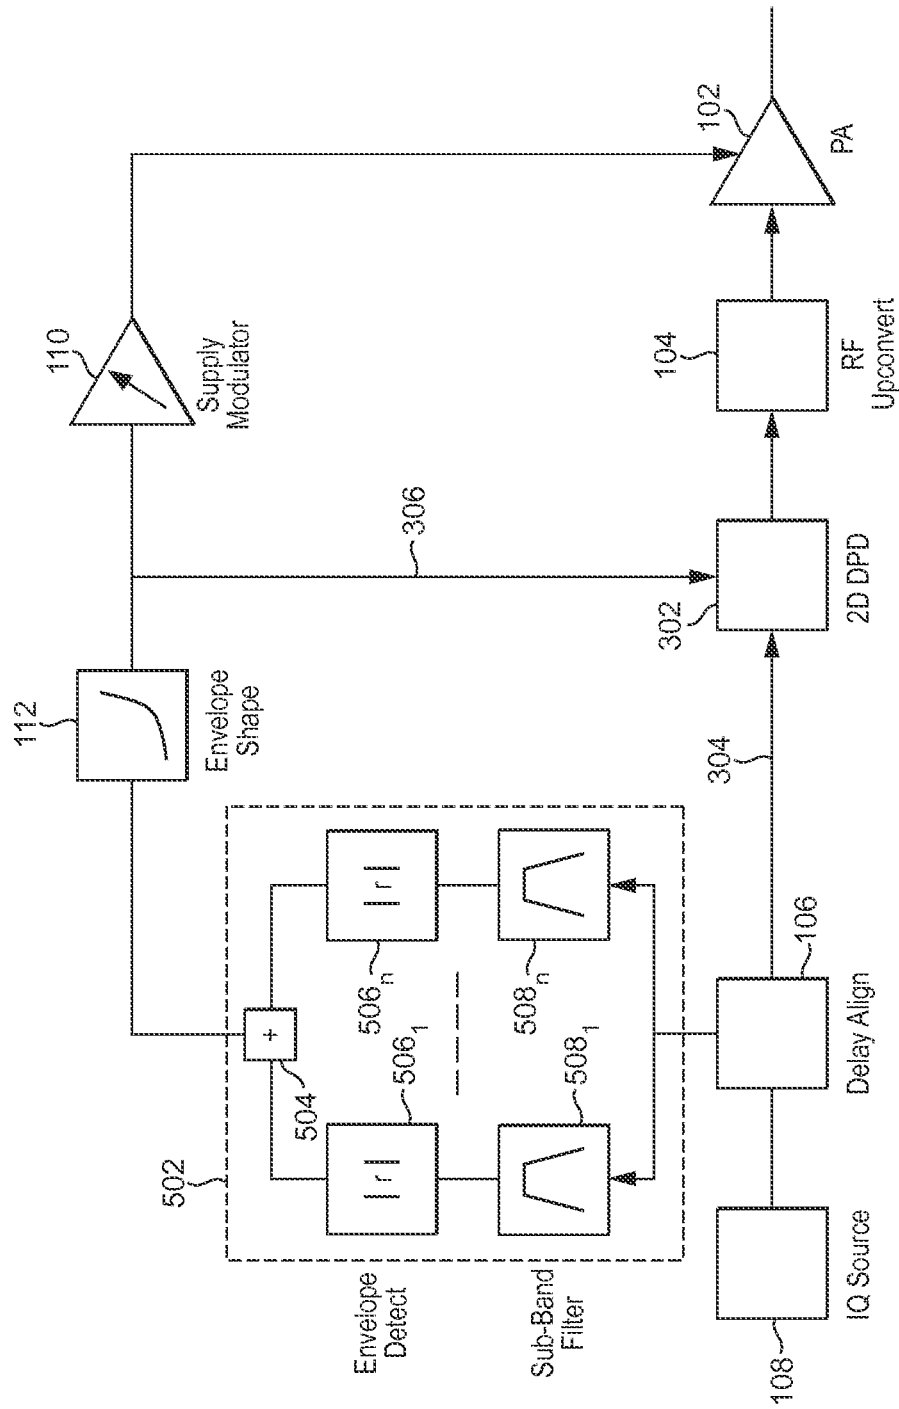 110
Supply
Modulator
112
Envelope
Shape
306
102
PA
104
RF
Upconvert
302
2D DPD
304
502
504
+
506₁
|r|
506ₙ
|r|
Envelope
Detect
508₁
508ₙ
Sub-Band
Filter
106
Delay Align
108
IQ Source